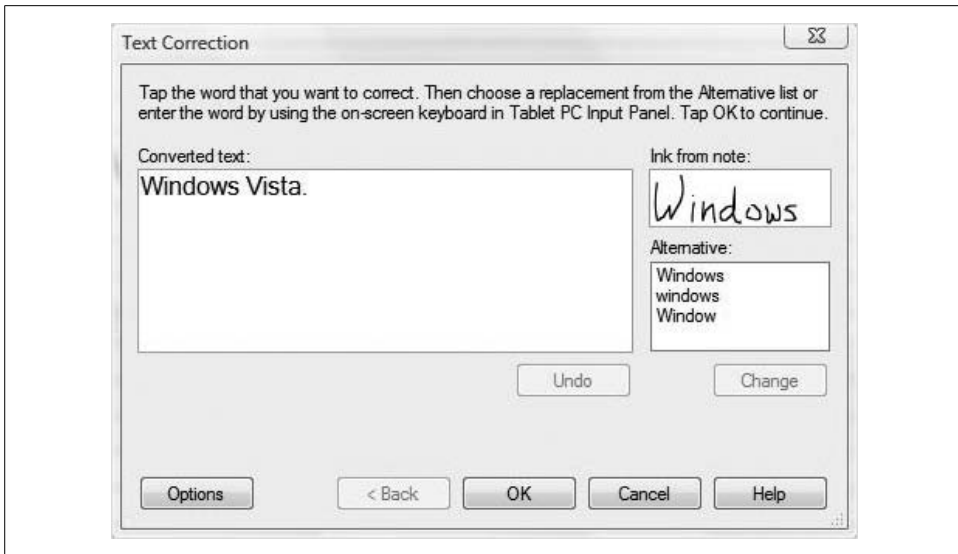 Text Correction
Tap the word that you want to correct. Then choose a replacement from the Alternative list or
enter the word by using the on-screen keyboard in Tablet PC Input Panel. Tap OK to continue.
Converted text:
Windows Vista.
Ink from note:
Windows
Alternative:
Windows
windows
Window
Undo
Change
Options
< Back
OK
Cancel
Help